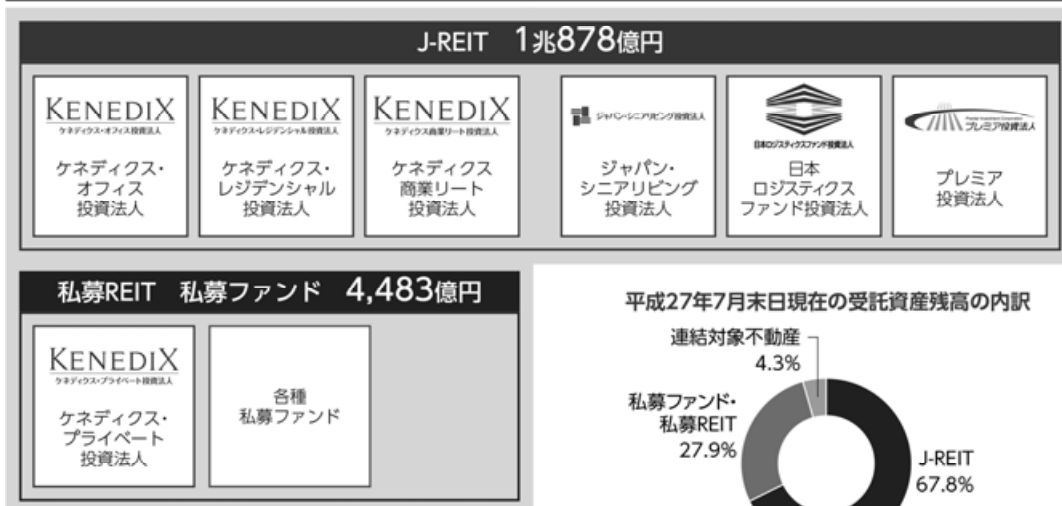 J-REIT 1兆878億円
KENEDIX
ケネディクス・オフィス投資法人
ケネディクス・
オフィス
投資法人
KENEDIX
ケネディクス・レジデンシャル投資法人
ケネディクス・
レジデンシャル
投資法人
KENEDIX
ケネディクス商業リート投資法人
ケネディクス
商業リート
投資法人
ジャパン・シニアリビング投資法人
ジャパン・
シニアリビング
投資法人
日本ロジスティクスファンド投資法人
日本
ロジスティクス
ファンド投資法人
Premier Investment Corporation
プレミア投資法人
プレミア
投資法人
私募REIT 私募ファンド 4,483億円
KENEDIX
ケネディクス・プライベート投資法人
ケネディクス・
プライベート
投資法人
各種
私募ファンド
平成27年7月末日現在の受託資産残高の内訳
連結対象不動産
4.3%
私募ファンド・
私募REIT
27.9%
J-REIT
67.8%